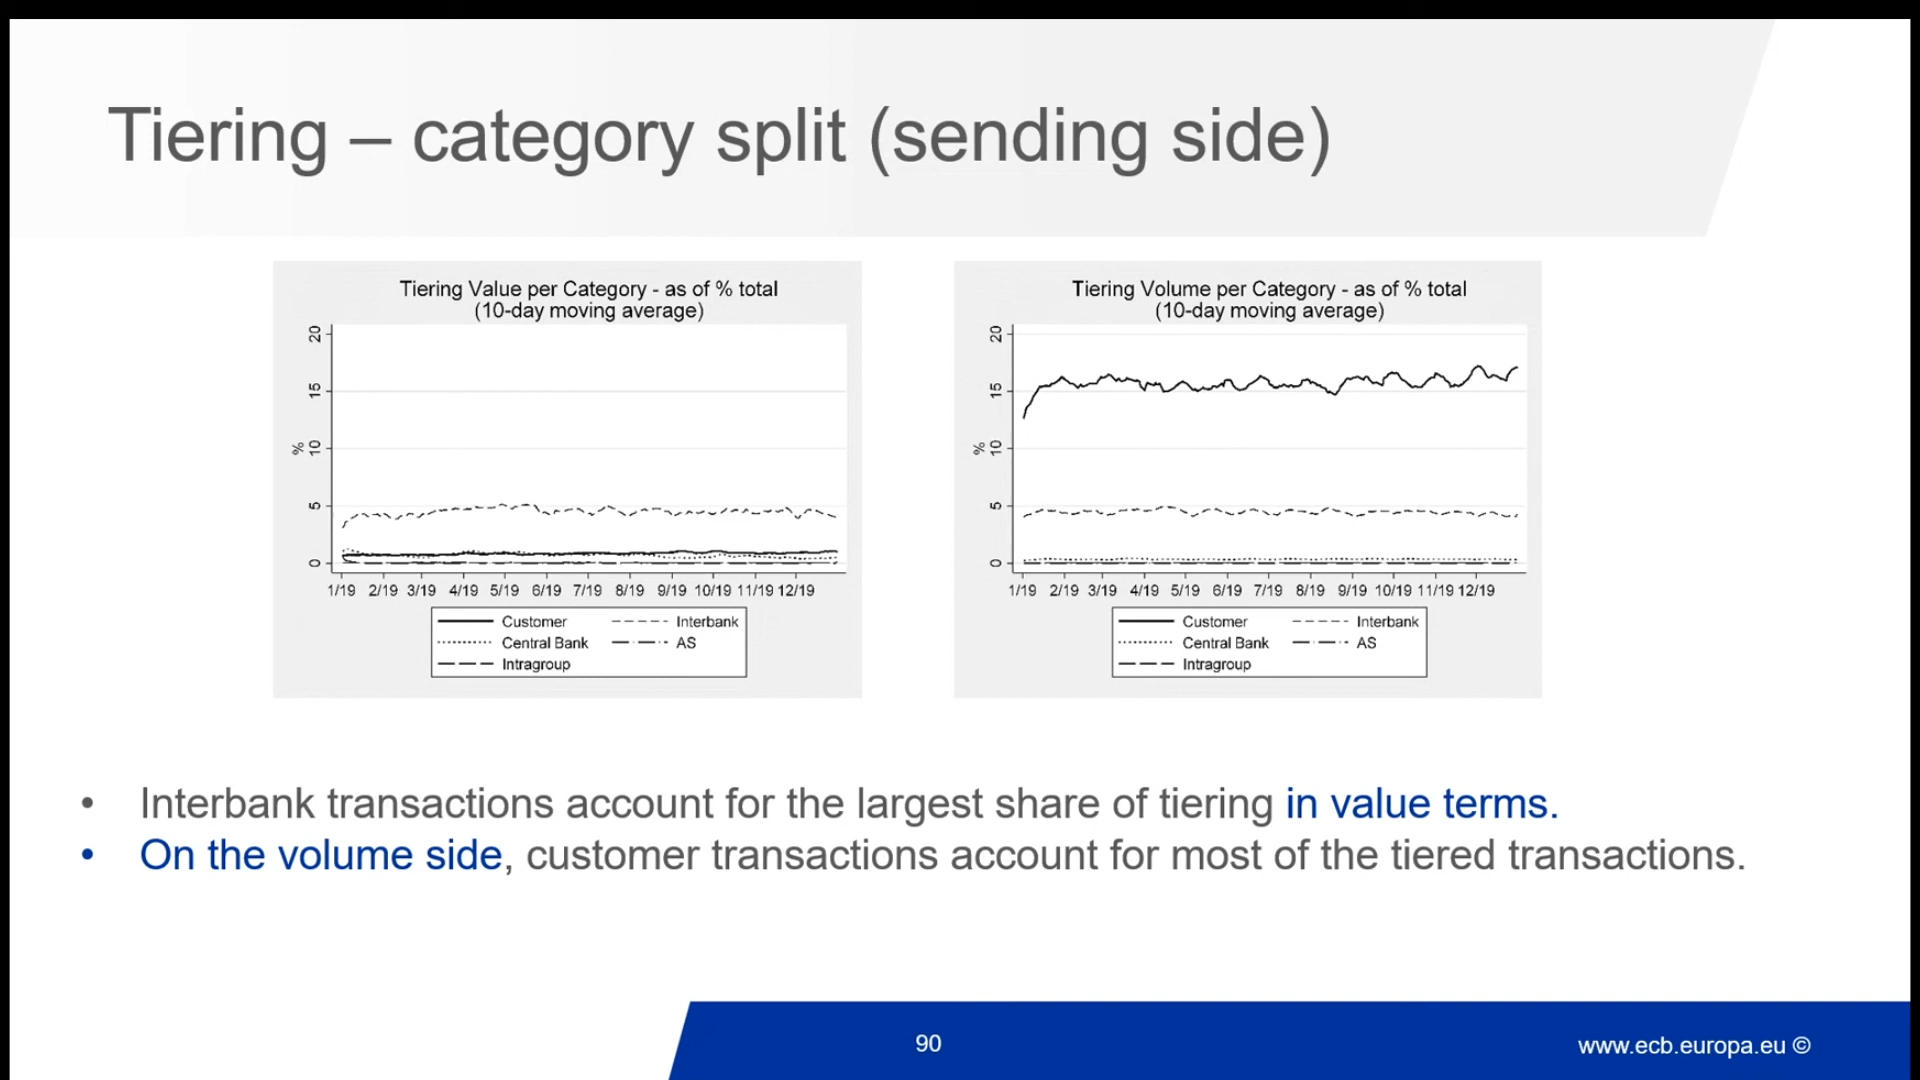 Tiering – category split (sending side)
Tiering Value per Category - as of % total
(10-day moving average)
20
15
10
5
0
%
1/19 2/19 3/19 4/19 5/19 6/19 7/19 8/19 9/19 10/19 11/19 12/19
Customer Interbank
Central Bank AS
Intragroup
Tiering Volume per Category - as of % total
(10-day moving average)
20
15
10
5
0
%
1/19 2/19 3/19 4/19 5/19 6/19 7/19 8/19 9/19 10/19 11/19 12/19
Customer Interbank
Central Bank AS
Intragroup
• Interbank transactions account for the largest share of tiering in value terms.
• On the volume side, customer transactions account for most of the tiered transactions.
90
www.ecb.europa.eu ©